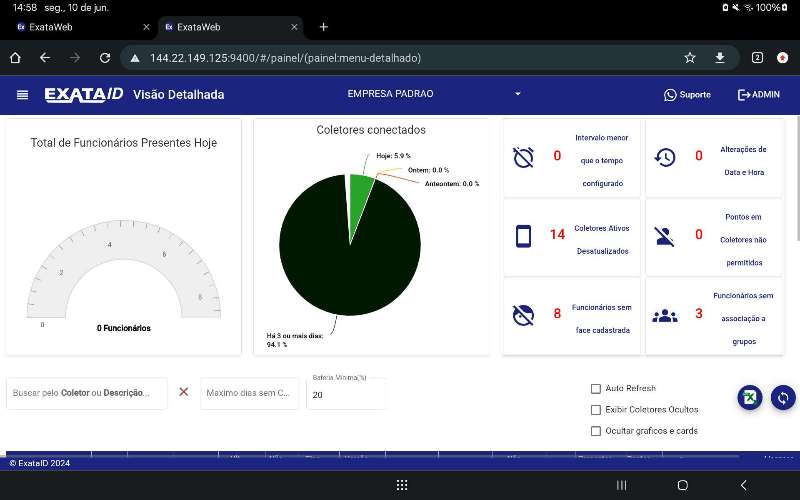 14:58 seg., 10 de jun. 100%
Ex ExataWeb Ex ExataWeb
144.22.149.125:9400/#/painel/(painel:menu-detalhado) 2
EXATAID Visão Detalhada EMPRESA PADRAO Suporte ADMIN
Total de Funcionários Presentes Hoje
0 2 4 6 8
0 Funcionários
Coletores conectados
Hoje: 5.9 %
Ontem: 0.0 %
Anteontem: 0.0 %
Há 3 ou mais dias:
94.1 %
0 Intervalo menor
que o tempo
configurado
0 Alterações de
Data e Hora
14 Coletores Ativos
Desatualizados
0 Pontos em
Coletores não
permitidos
8 Funcionários sem
face cadastrada
3 Funcionários sem
associação a
grupos
Buscar pelo Coletor ou Descrição...
Maximo dias sem C...
Bateria Mínima(%)
20
Auto Refresh
Exibir Coletores Ocultos
Ocultar graficos e cards
© ExataID 2024